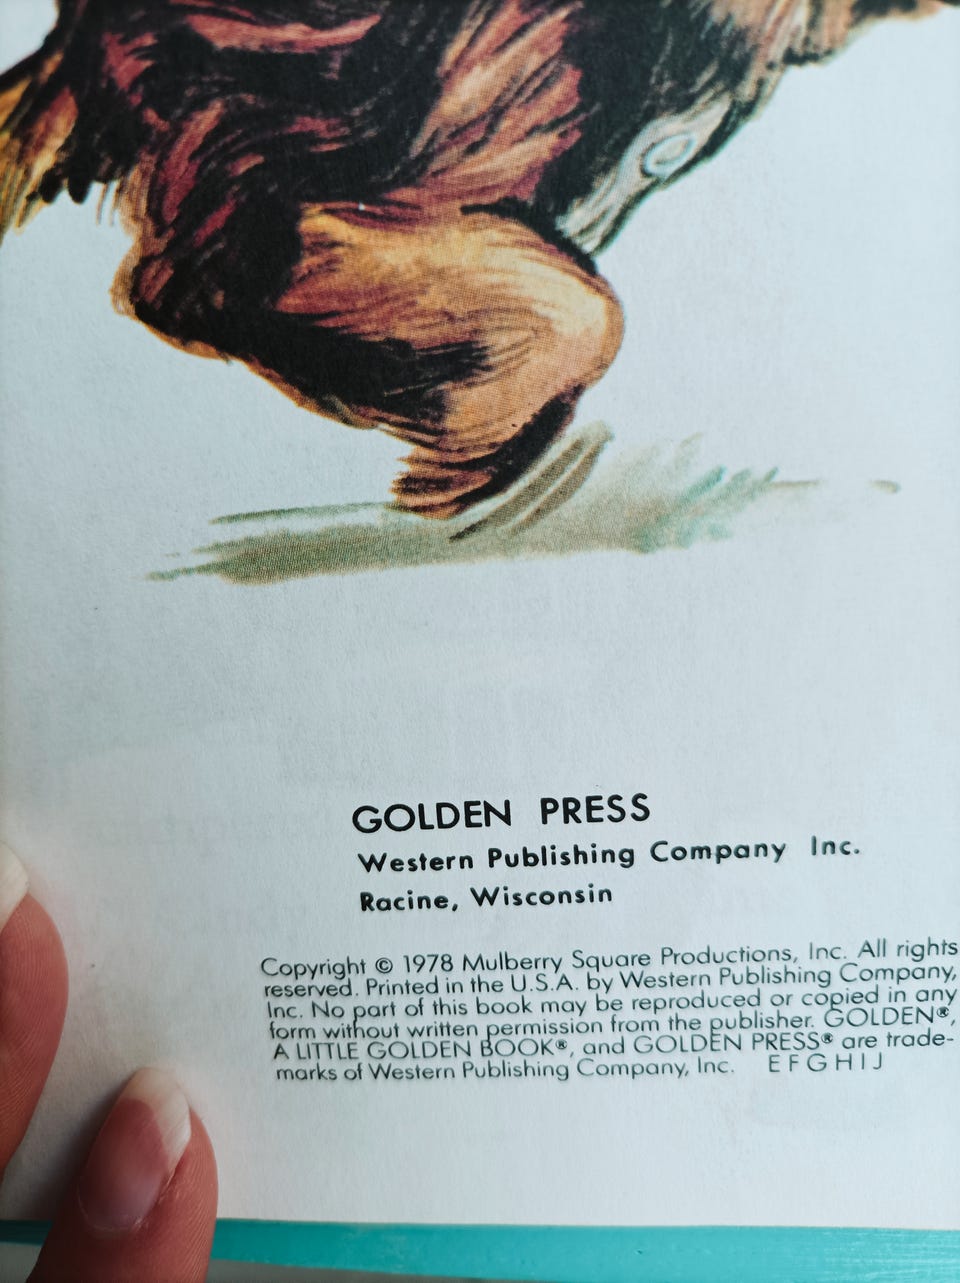 GOLDEN PRESS
Western Publishing Company Inc.
Racine, Wisconsin
Copyright © 1978 Mulberry Square Productions, Inc. All rights
reserved. Printed in the U.S.A. by Western Publishing Company,
Inc. No part of this book may be reproduced or copied in any
form without written permission from the publisher. GOLDEN®,
A LITTLE GOLDEN BOOK®, and GOLDEN PRESS® are trade-
marks of Western Publishing Company, Inc. E F G H I J